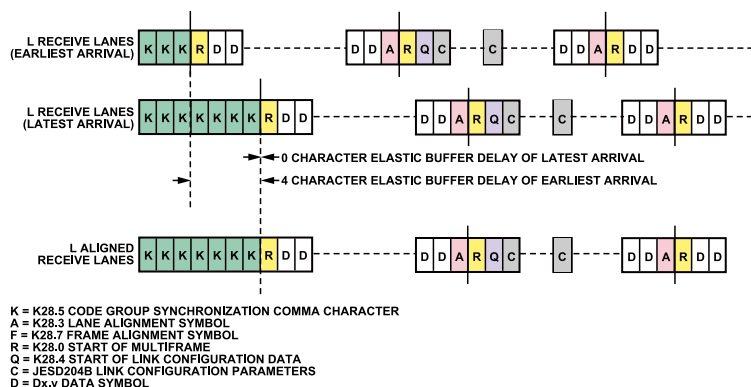 L RECEIVE LANES
(EARLIEST ARRIVAL)
K K K R D D
D D A R Q C
C
D D A R D D
L RECEIVE LANES
(LATEST ARRIVAL)
K K K K K K K R D D
D D A R Q C
C
D D A R D D
0 CHARACTER ELASTIC BUFFER DELAY OF LATEST ARRIVAL
4 CHARACTER ELASTIC BUFFER DELAY OF EARLIEST ARRIVAL
L ALIGNED
RECEIVE LANES
K K K K K K K R D D
D D A R Q C
C
D D A R D D
K = K28.5 CODE GROUP SYNCHRONIZATION COMMA CHARACTER
A = K28.3 LANE ALIGNMENT SYMBOL
F = K28.7 FRAME ALIGNMENT SYMBOL
R = K28.0 START OF MULTIFRAME
Q = K28.4 START OF LINK CONFIGURATION DATA
C = JESD204B LINK CONFIGURATION PARAMETERS
D = Dx.y DATA SYMBOL